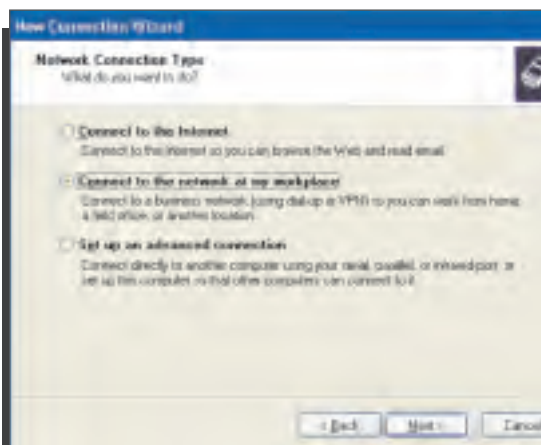 New Connection Wizard
Network Connection Type
What do you want to do?
Connect to the Internet
Connect to the Internet so you can browse the Web and read email.
Connect to the network at my workplace
Connect to a business network (using dial-up or VPN) so you can work from home,
a field office, or another location.
Set up an advanced connection
Connect directly to another computer using your serial, parallel, or infrared port, or
set up this computer so that other computers can connect to it.
< Back
Next >
Cancel